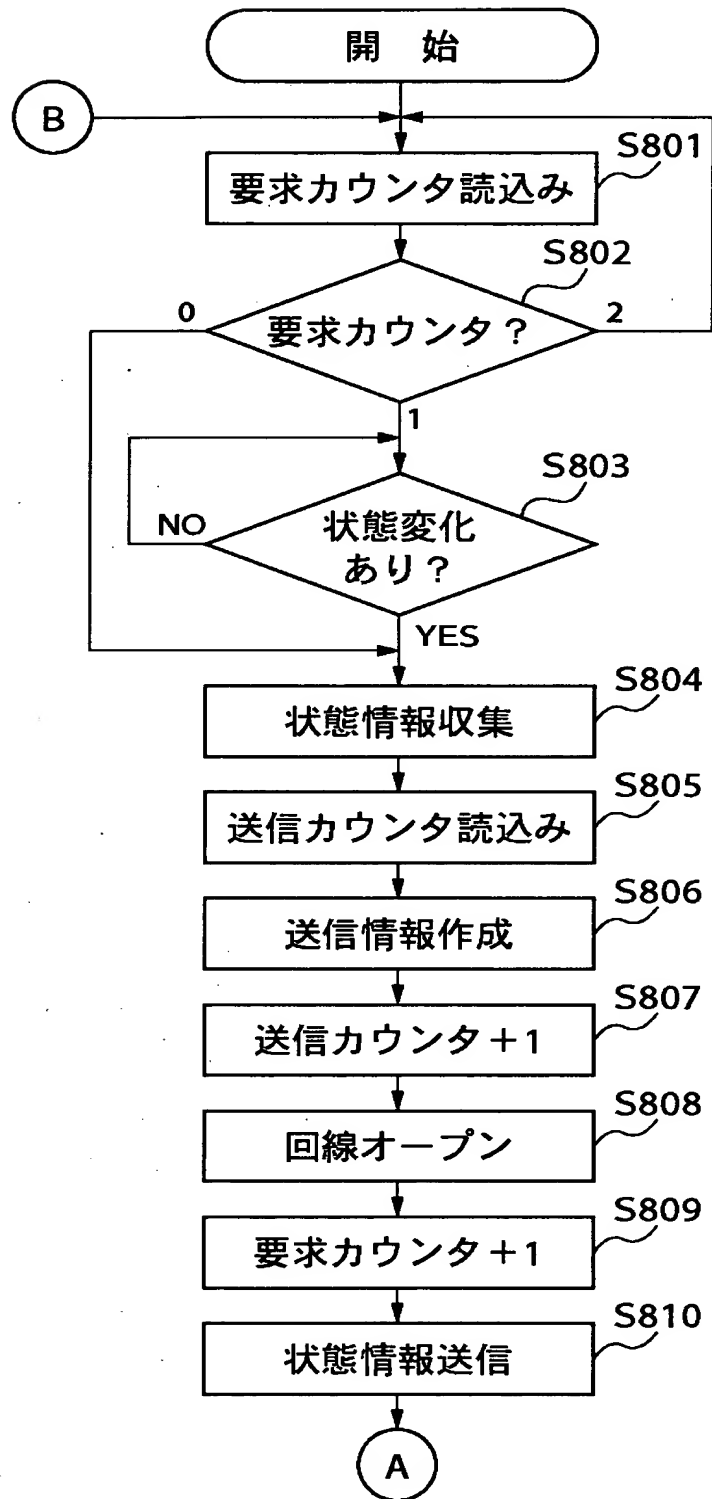 開 始
B
S801
要求カウンタ読込み
S802
0
要求カウンタ?
2
1
S803
NO
状態変化
あり?
YES
S804
状態情報収集
S805
送信カウンタ読込み
S806
送信情報作成
S807
送信カウンタ+1
S808
回線オープン
S809
要求カウンタ+1
S810
状態情報送信
A